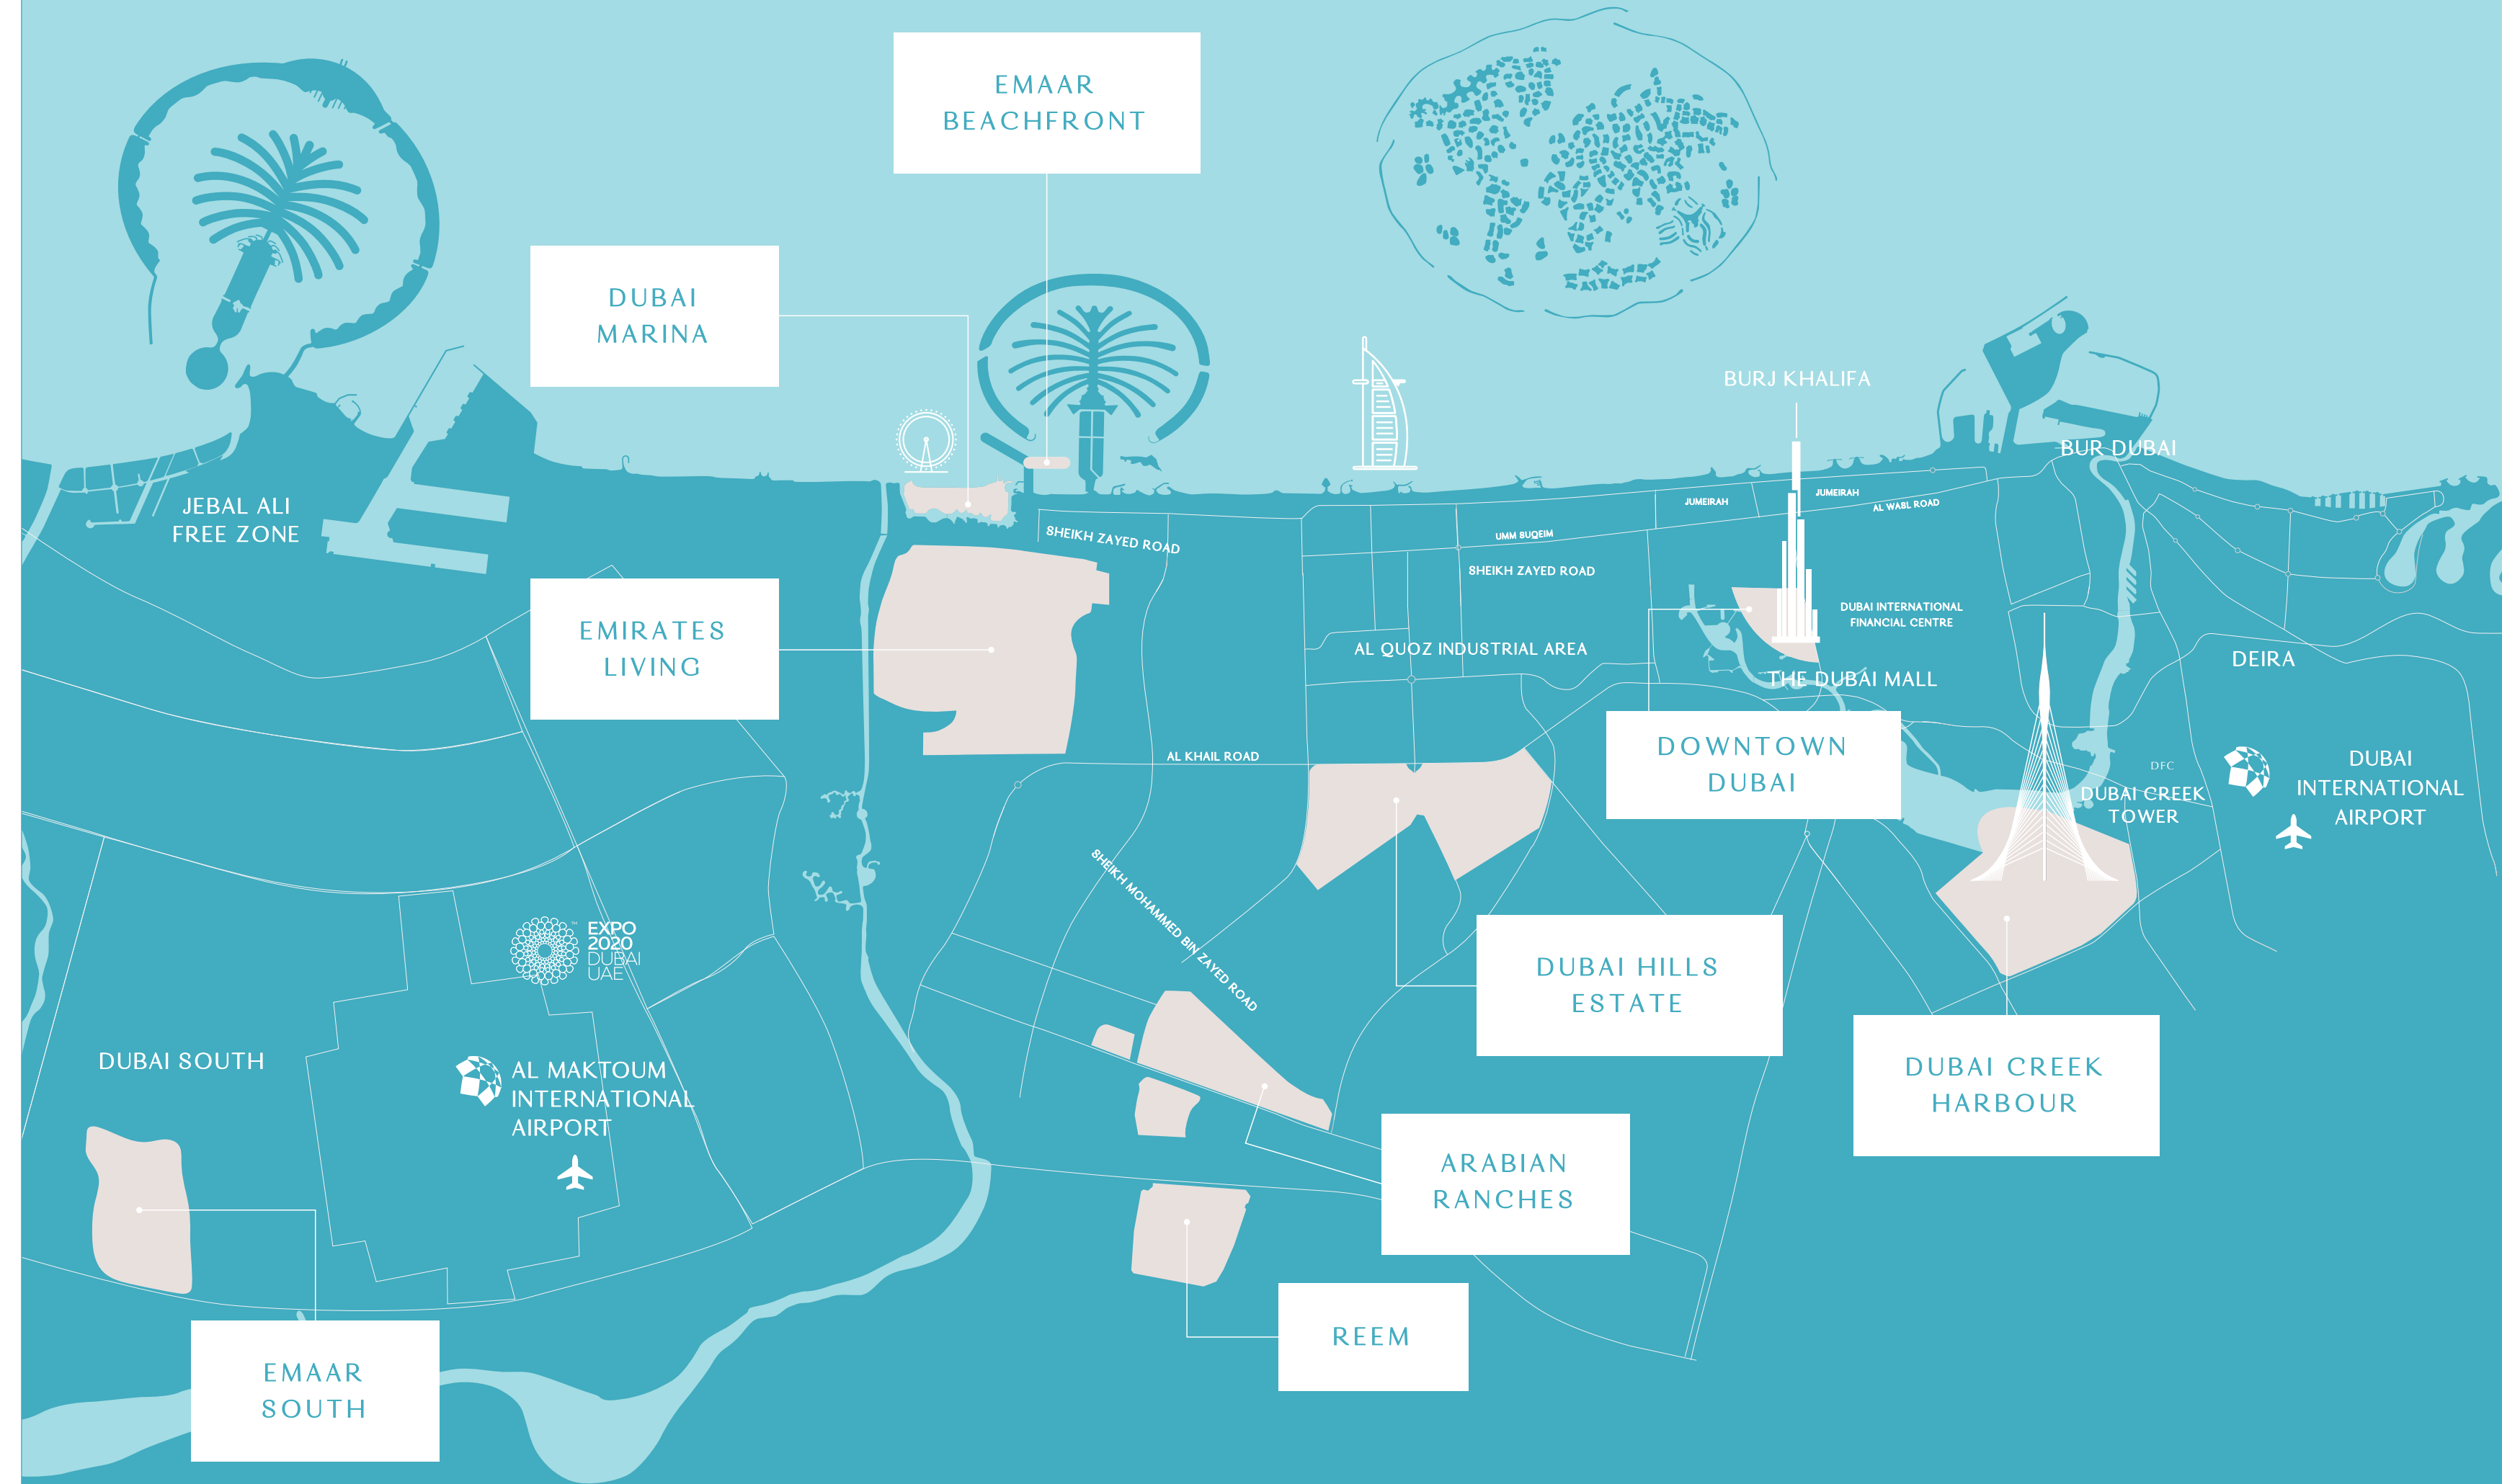 EMAAR
BEACHFRONT
DUBAI
MARINA
BURJ KHALIFA
BUR DUBAI
JEBAL ALI
FREE ZONE
JUMEIRAH
JUMEIRAH
AL WASL ROAD
SHEIKH ZAYED ROAD
UMM SUQEIM
SHEIKH ZAYED ROAD
DUBAI INTERNATIONAL
FINANCIAL CENTRE
EMIRATES
LIVING
AL QUOZ INDUSTRIAL AREA
DEIRA
THE DUBAI MALL
DOWNTOWN
DUBAI
AL KHAIL ROAD
DFC
DUBAI CREEK
TOWER
DUBAI
INTERNATIONAL
AIRPORT
SHEIKH MOHAMMED BIN ZAYED ROAD
EXPO
2020
DUBAI
UAE
TM
DUBAI HILLS
ESTATE
DUBAI SOUTH
AL MAKTOUM
INTERNATIONAL
AIRPORT
DUBAI CREEK
HARBOUR
ARABIAN
RANCHES
REEM
EMAAR
SOUTH